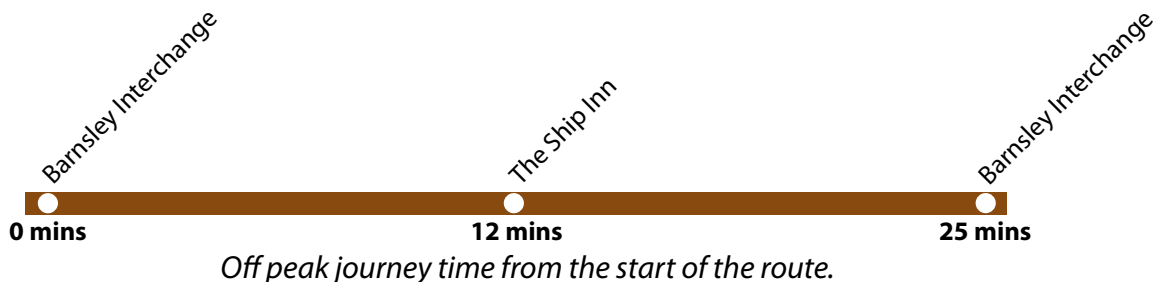 Barnsley Interchange
The Ship Inn
Barnsley Interchange
0 mins
12 mins
25 mins
Off peak journey time from the start of the route.